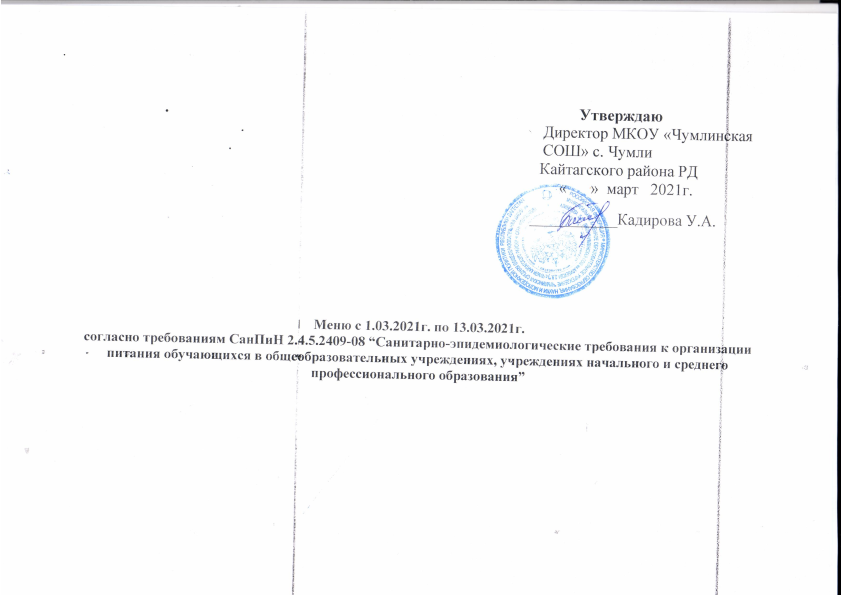 Утверждаю
Директор МКОУ «Чумлинская
СОШ» с. Чумли
Кайтагского района РД
« » март 2021г.
____________Кадирова У.А.
Меню с 1.03.2021г. по 13.03.2021г.
согласно требованиям СанПиН 2.4.5.2409-08 “Санитарно-эпидемиологические требования к организации
питания обучающихся в общеобразовательных учреждениях, учреждениях начального и среднего
профессионального образования”